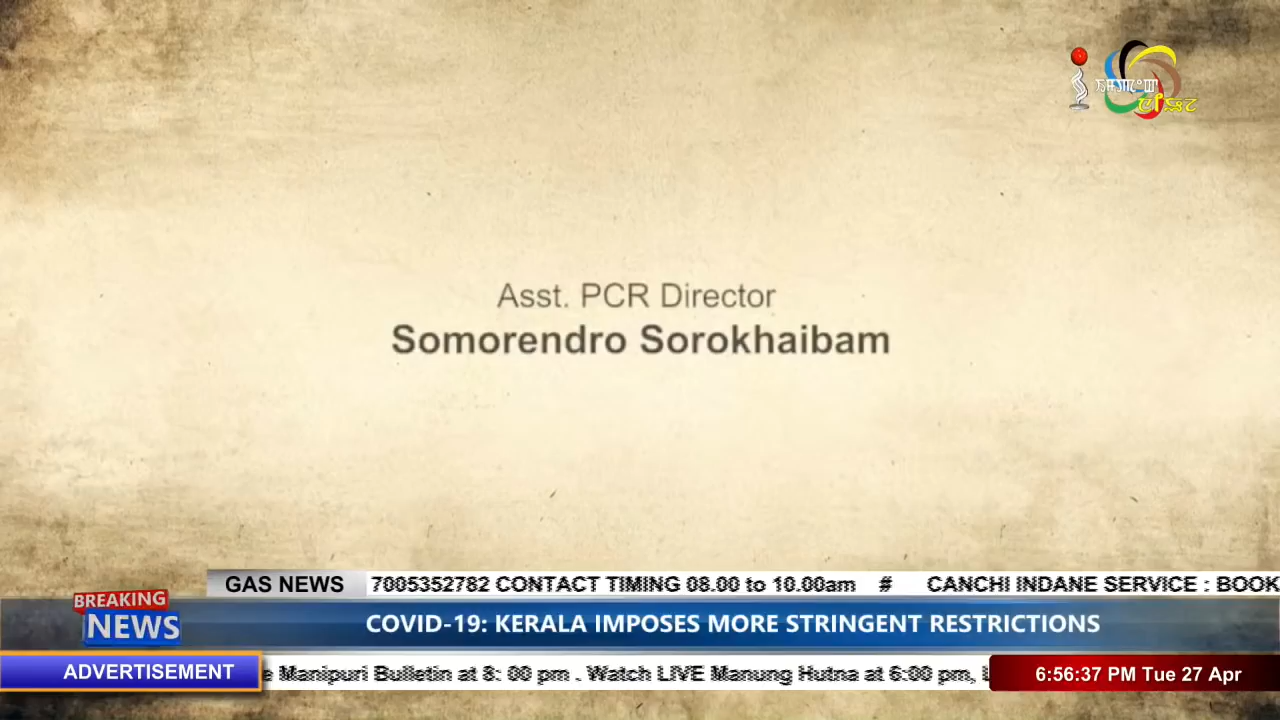 Asst. PCR Director
Somorendro Sorokhaibam
GAS NEWS
7005352782 CONTACT TIMING 08.00 to 10.00am # CANCHI INDANE SERVICE : BOOK
BREAKING
NEWS
COVID-19: KERALA IMPOSES MORE STRINGENT RESTRICTIONS
ADVERTISEMENT
e Manipuri Bulletin at 8: 00 pm . Watch LIVE Manung Hutna at 6:00 pm,
6:56:37 PM Tue 27 Apr